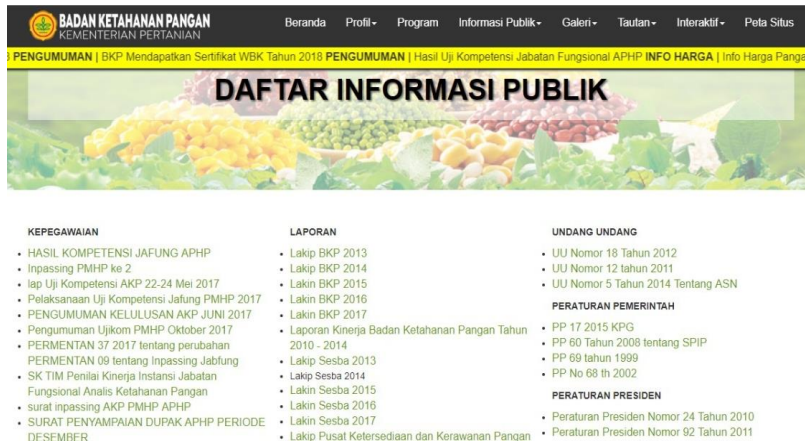 BADAN KETAHANAN PANGAN
KEMENTERIAN PERTANIAN
Beranda Profil Program Informasi Publik Galeri Tautan Interaktif Peta Situs
PENGUMUMAN | BKP Mendapatkan Sertifikat WBK Tahun 2018 PENGUMUMAN | Hasil Uji Kompetensi Jabatan Fungsional APHP INFO HARGA | Info Harga Panga
DAFTAR INFORMASI PUBLIK
KEPEGAWAIAN
HASIL KOMPETENSI JAFUNG APHP
Inpassing PMHP ke 2
lap Uji Kompetensi AKP 22-24 Mei 2017
Pelaksanaan Uji Kompetensi Jafung PMHP 2017
PENGUMUMAN KELULUSAN AKP JUNI 2017
Pengumuman Ujikom PMHP Oktober 2017
PERMENTAN 37 2017 tentang perubahan
PERMENTAN 09 tentang Inpassing Jabfung
SK TIM Penilai Kinerja Instansi Jabatan
Fungsional Analis Ketahanan Pangan
surat inpassing AKP PMHP APHP
SURAT PENYAMPAIAN DUPAK APHP PERIODE
DESEMBER
LAPORAN
Lakip BKP 2013
Lakip BKP 2014
Lakin BKP 2015
Lakin BKP 2016
Lakin BKP 2017
Laporan Kinerja Badan Ketahanan Pangan Tahun
2010 - 2014
Lakip Sesba 2013
Lakip Sesba 2014
Lakin Sesba 2015
Lakin Sesba 2016
Lakin Sesba 2017
Lakip Pusat Ketersediaan dan Kerawanan Pangan
UNDANG UNDANG
UU Nomor 18 Tahun 2012
UU Nomor 12 tahun 2011
UU Nomor 5 Tahun 2014 Tentang ASN
PERATURAN PEMERINTAH
PP 17 2015 KPG
PP 60 Tahun 2008 tentang SPIP
PP 69 tahun 1999
PP No 68 th 2002
PERATURAN PRESIDEN
Peraturan Presiden Nomor 24 Tahun 2010
Peraturan Presiden Nomor 92 Tahun 2011